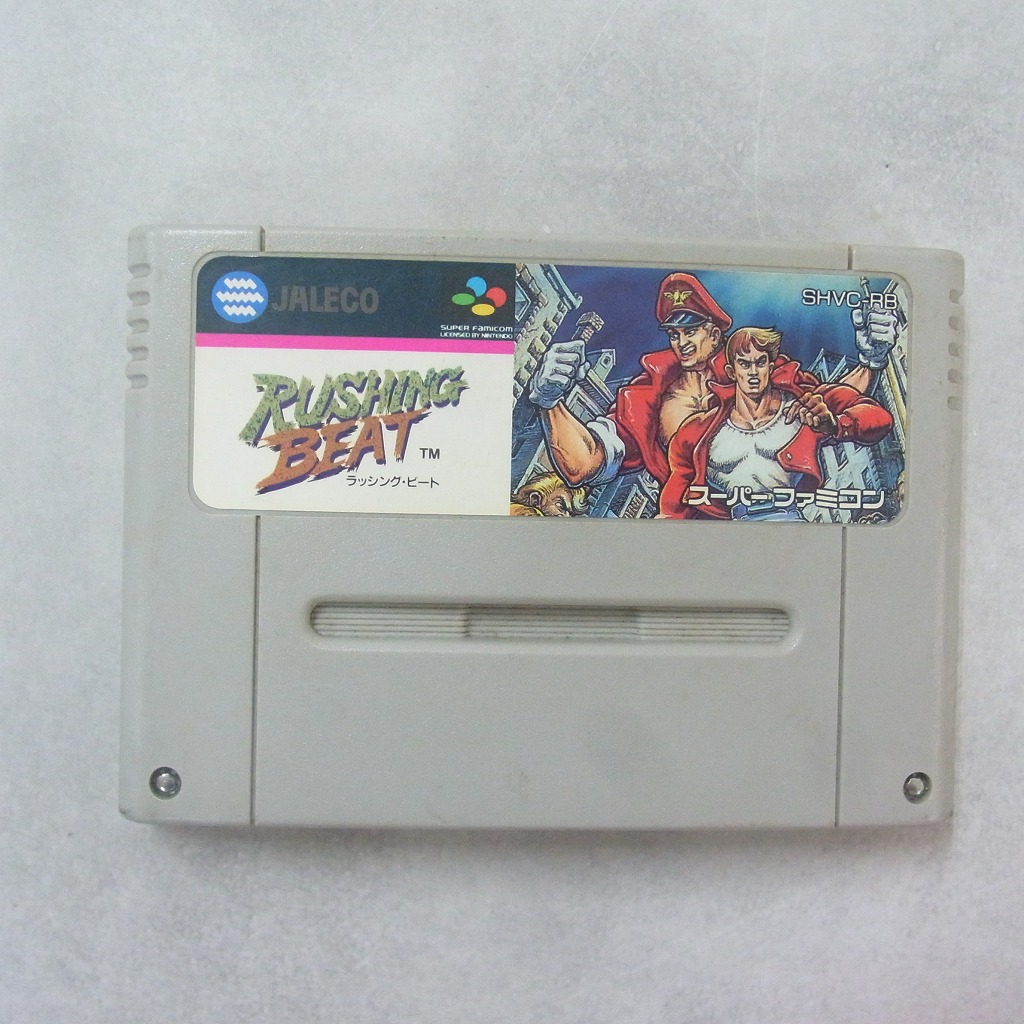 JALECO
SUPER FAMICOM
LICENSED BY NINTENDO
RUSHING
BEAT TM
ラッシング・ビート
SHVC-RB
スーパーファミコン